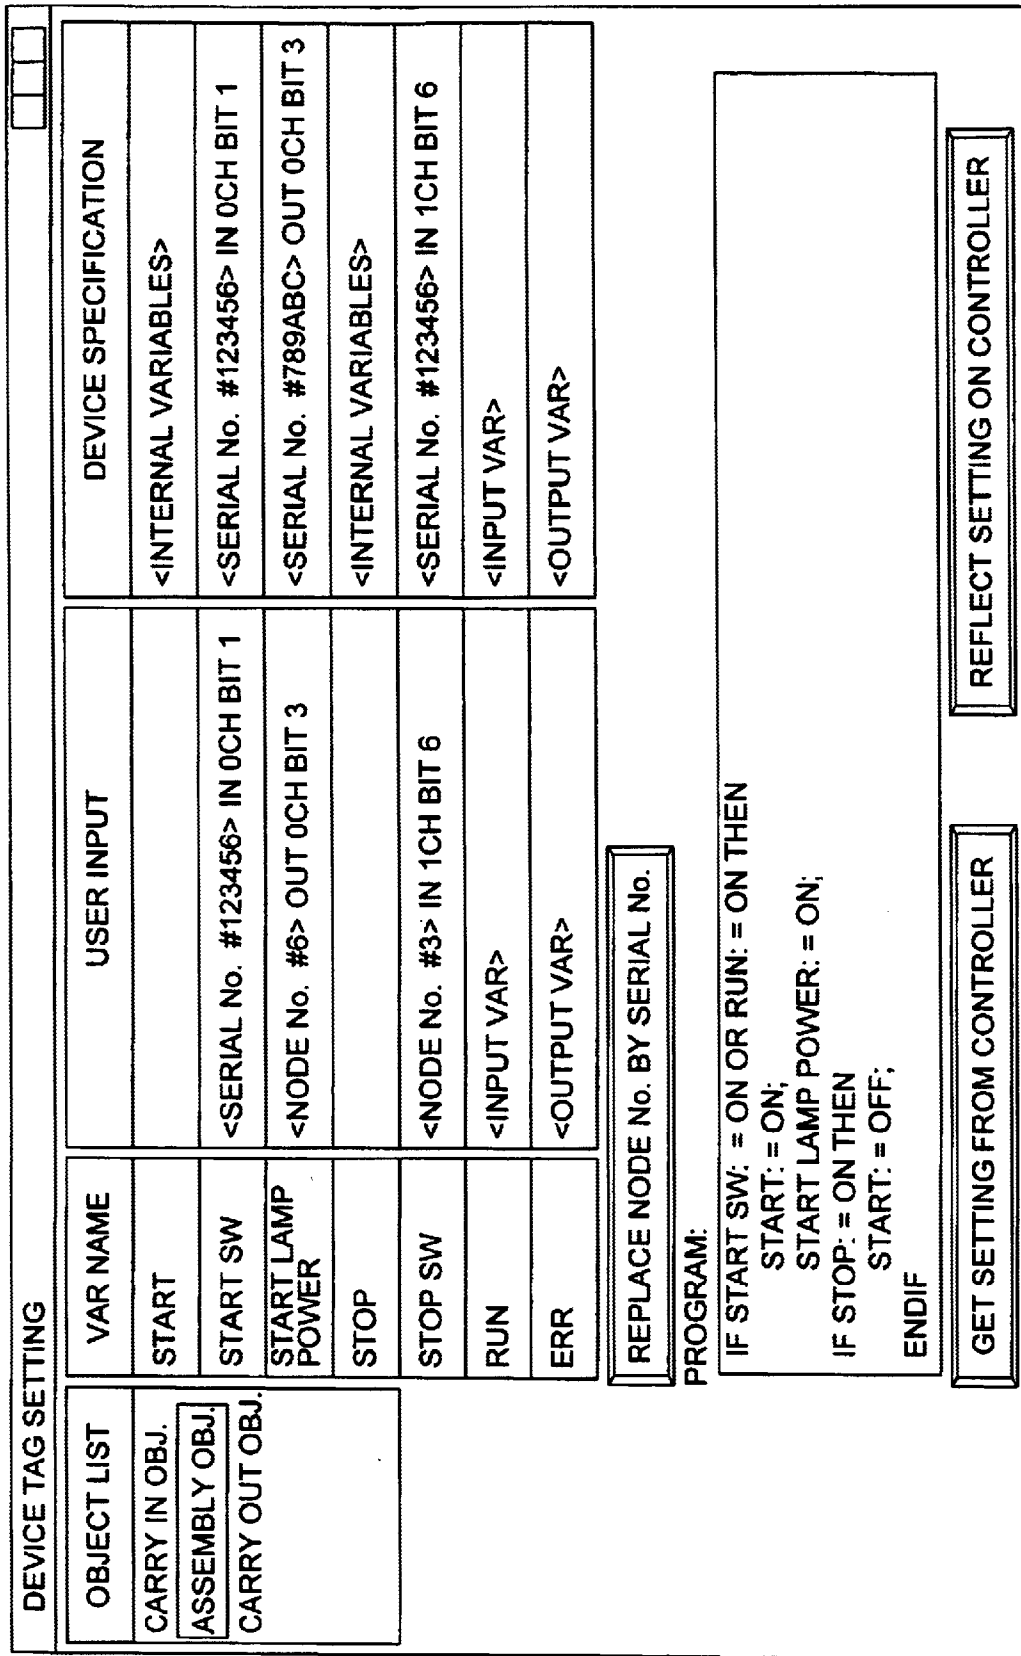 DEVICE TAG SETTING
OBJECT LIST
CARRY IN OBJ.
ASSEMBLY OBJ.
CARRY OUT OBJ.
VAR NAME USER INPUT DEVICE SPECIFICATION
START <INTERNAL VARIABLES>
START SW <SERIAL No. #123456> IN 0CH BIT 1 <SERIAL No. #123456> IN 0CH BIT 1
START LAMP
POWER <NODE No. #6> OUT 0CH BIT 3 <SERIAL No. #789ABC> OUT 0CH BIT 3
STOP <INTERNAL VARIABLES>
STOP SW <NODE No. #3> IN 1CH BIT 6 <SERIAL No. #123456> IN 1CH BIT 6
RUN <INPUT VAR> <INPUT VAR>
ERR <OUTPUT VAR> <OUTPUT VAR>
REPLACE NODE No. BY SERIAL No.
PROGRAM:
IF START SW: = ON OR RUN: = ON THEN
START: = ON;
START LAMP POWER: = ON;
IF STOP: = ON THEN
START: = OFF;
ENDIF
GET SETTING FROM CONTROLLER REFLECT SETTING ON CONTROLLER